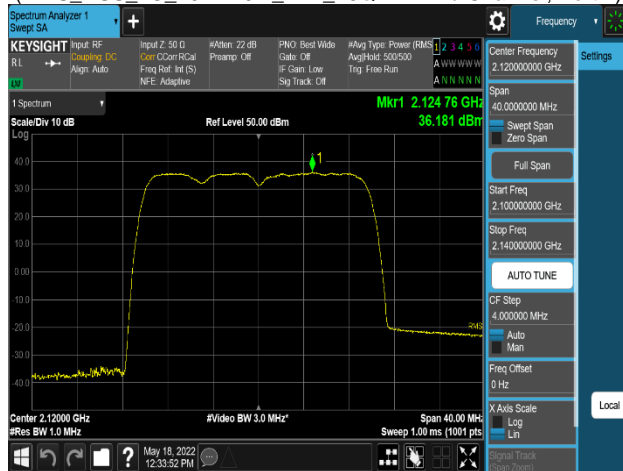 Spectrum Analyzer 1
Swept SA
+
Frequency
KEYSIGHT
Input: RF
Coupling: DC
Align: Auto
Input Z: 50 Ω
Corr CCorr RCal
Freq Ref: Int (S)
NFE: Adaptive
#Atten: 22 dB
Preamp: Off
PNO: Best Wide
Gate: Off
IF Gain: Low
Sig Track: Off
#Avg Type: Power (RMS
Avg|Hold: 500/500
Trig: Free Run
1 2 3 4 5 6
A W W W W W
A N N N N N
RL
Center Frequency
2.120000000 GHz
Settings
Span
40.0000000 MHz
Swept Span
Zero Span
Full Span
Start Freq
2.100000000 GHz
Stop Freq
2.140000000 GHz
AUTO TUNE
CF Step
4.000000 MHz
Auto
Man
Freq Offset
0 Hz
X Axis Scale
Log
Lin
Local
Signal Track
(Span Zoom)
1 Spectrum
Scale/Div 10 dB
Log
Ref Level 50.00 dBm
Mkr1 2.124 76 GHz
36.181 dBm
1
40.0
30.0
20.0
10.0
0.00
-10.0
-20.0
-30.0
-40.0
RMS
Center 2.12000 GHz
#Res BW 1.0 MHz
#Video BW 3.0 MHz*
Span 40.00 MHz
Sweep 1.00 ms (1001 pts
?
May 18, 2022
12:33:52 PM